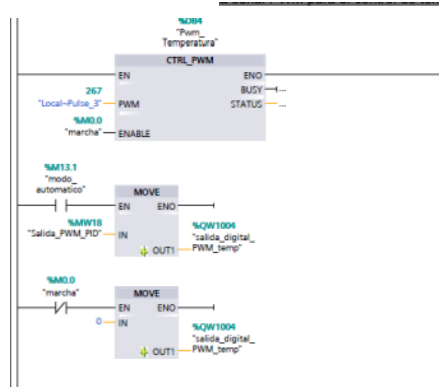 %DB4
"Pwm_
Temperatura"
CTRL_PWM
EN ENO
BUSY ...
267
"Local~Pulse_3" PWM STATUS ...
%M0.0
"marcha" ENABLE
%M13.1
"modo_
automatico"
MOVE
EN ENO
%MW18
"Salida_PWM_PID" IN
%QW1004
"salida_digital_
OUT1 PWM_temp"
%M0.0
"marcha"
MOVE
EN ENO
0 IN
%QW1004
"salida_digital_
OUT1 PWM_temp"